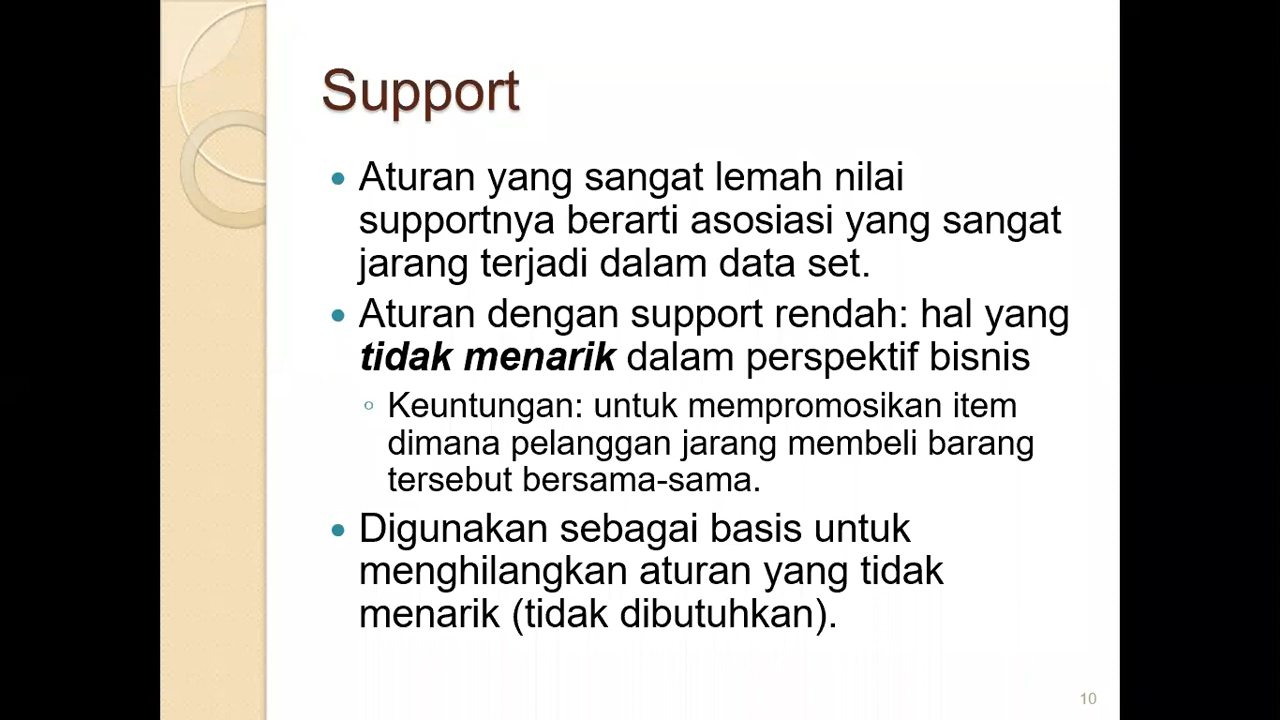 Support
• Aturan yang sangat lemah nilai
supportnya berarti asosiasi yang sangat
jarang terjadi dalam data set.
• Aturan dengan support rendah: hal yang
tidak menarik dalam perspektif bisnis
◦ Keuntungan: untuk mempromosikan item
dimana pelanggan jarang membeli barang
tersebut bersama-sama.
• Digunakan sebagai basis untuk
menghilangkan aturan yang tidak
menarik (tidak dibutuhkan).
10